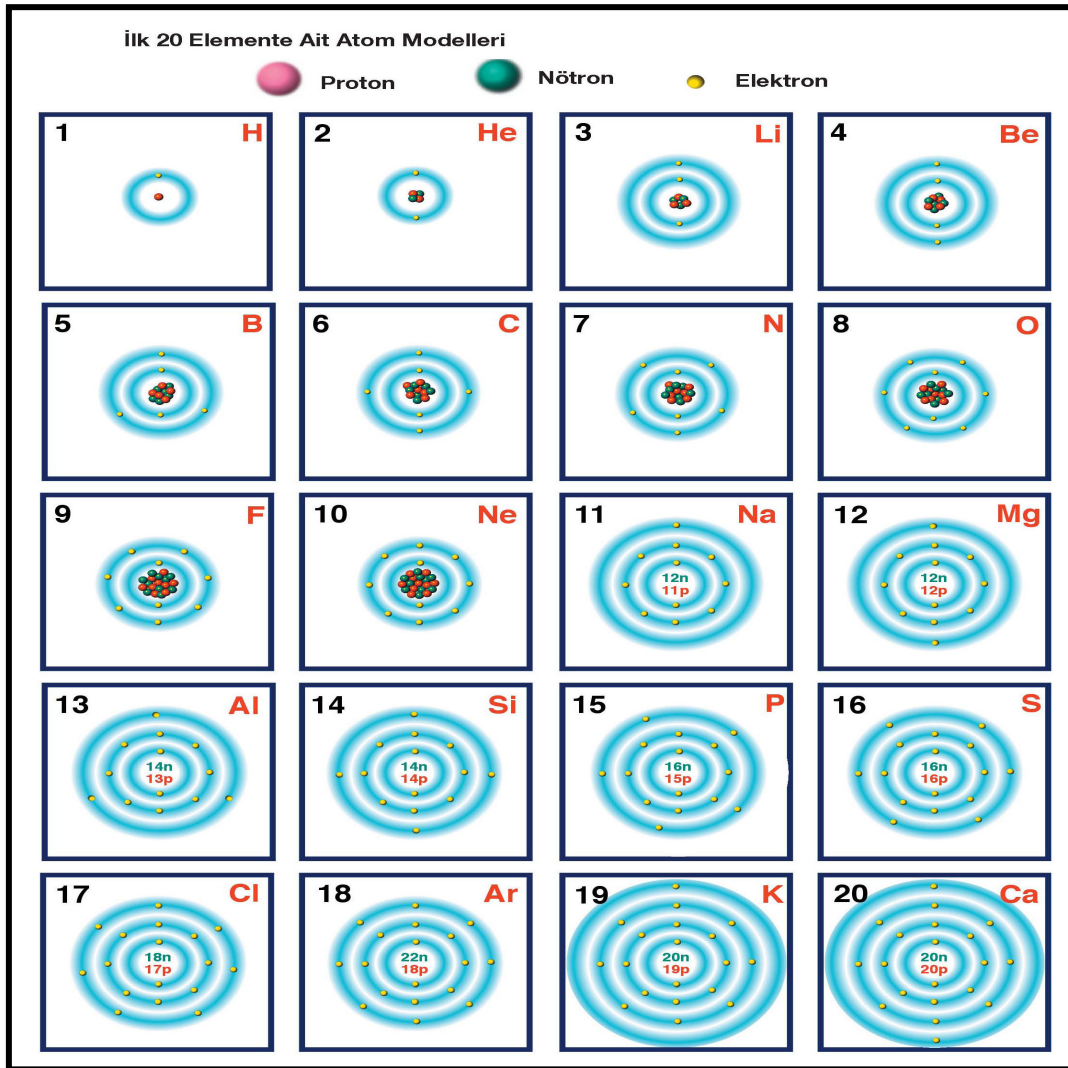 İlk 20 Elemente Ait Atom Modelleri
Proton Nötron Elektron
1 H 2 He 3 Li 4 Be
5 B 6 C 7 N 8 O
9 F 10 Ne 11 Na 12 Mg
12n 12n
11p 12p
13 Al 14 Si 15 P 16 S
14n 14n 16n 16n
13p 14p 15p 16p
17 Cl 18 Ar 19 K 20 Ca
18n 22n 20n 20n
17p 18p 19p 20p